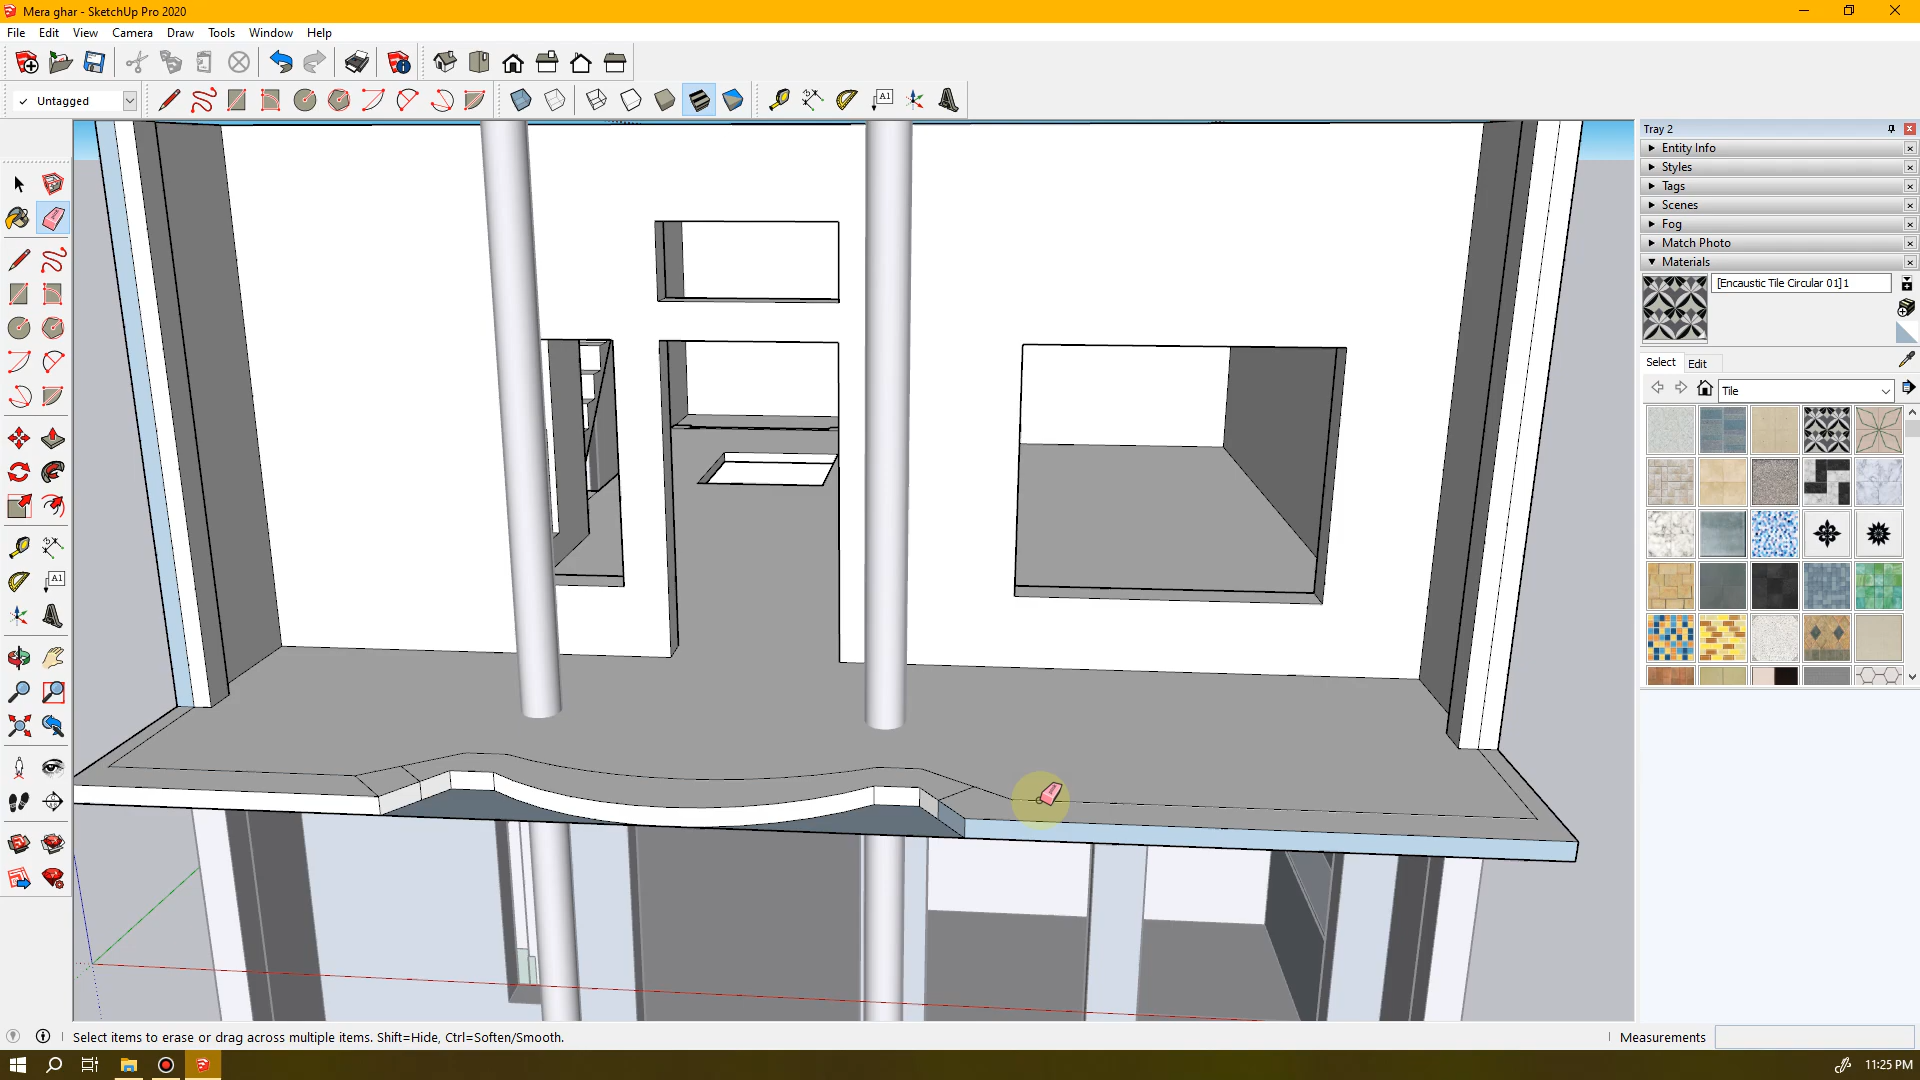 Mera ghar - SketchUp Pro 2020
File Edit View Camera Draw Tools Window Help
✓ Untagged
A1
Tray 2
Entity Info
Styles
Tags
Scenes
Fog
Match Photo
Materials
[Encaustic Tile Circular 01]1
Select Edit
Tile
A1
Select items to erase or drag across multiple items. Shift=Hide, Ctrl=Soften/Smooth.
Measurements
11:25 PM